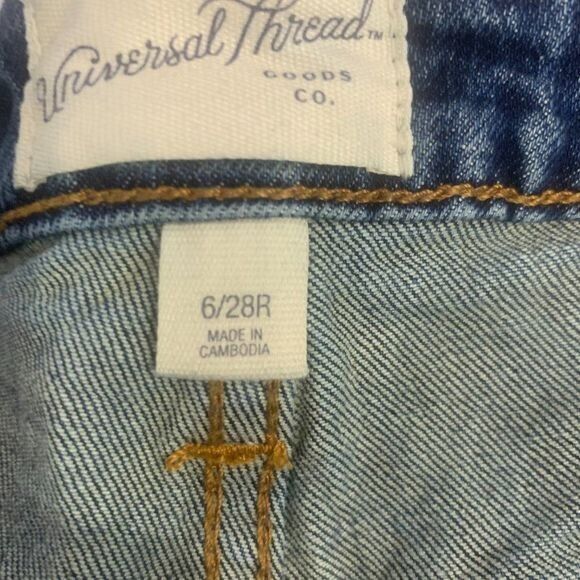 Universal Thread™
GOODS
CO.
6/28R
MADE IN
CAMBODIA